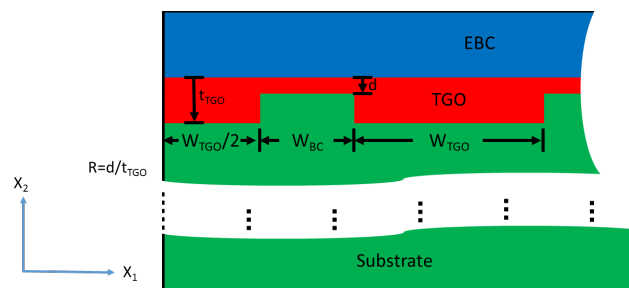 EBC
t_TGO
d
TGO
W_TGO/2
W_BC
W_TGO
R=d/t_TGO
X_2
X_1
Substrate